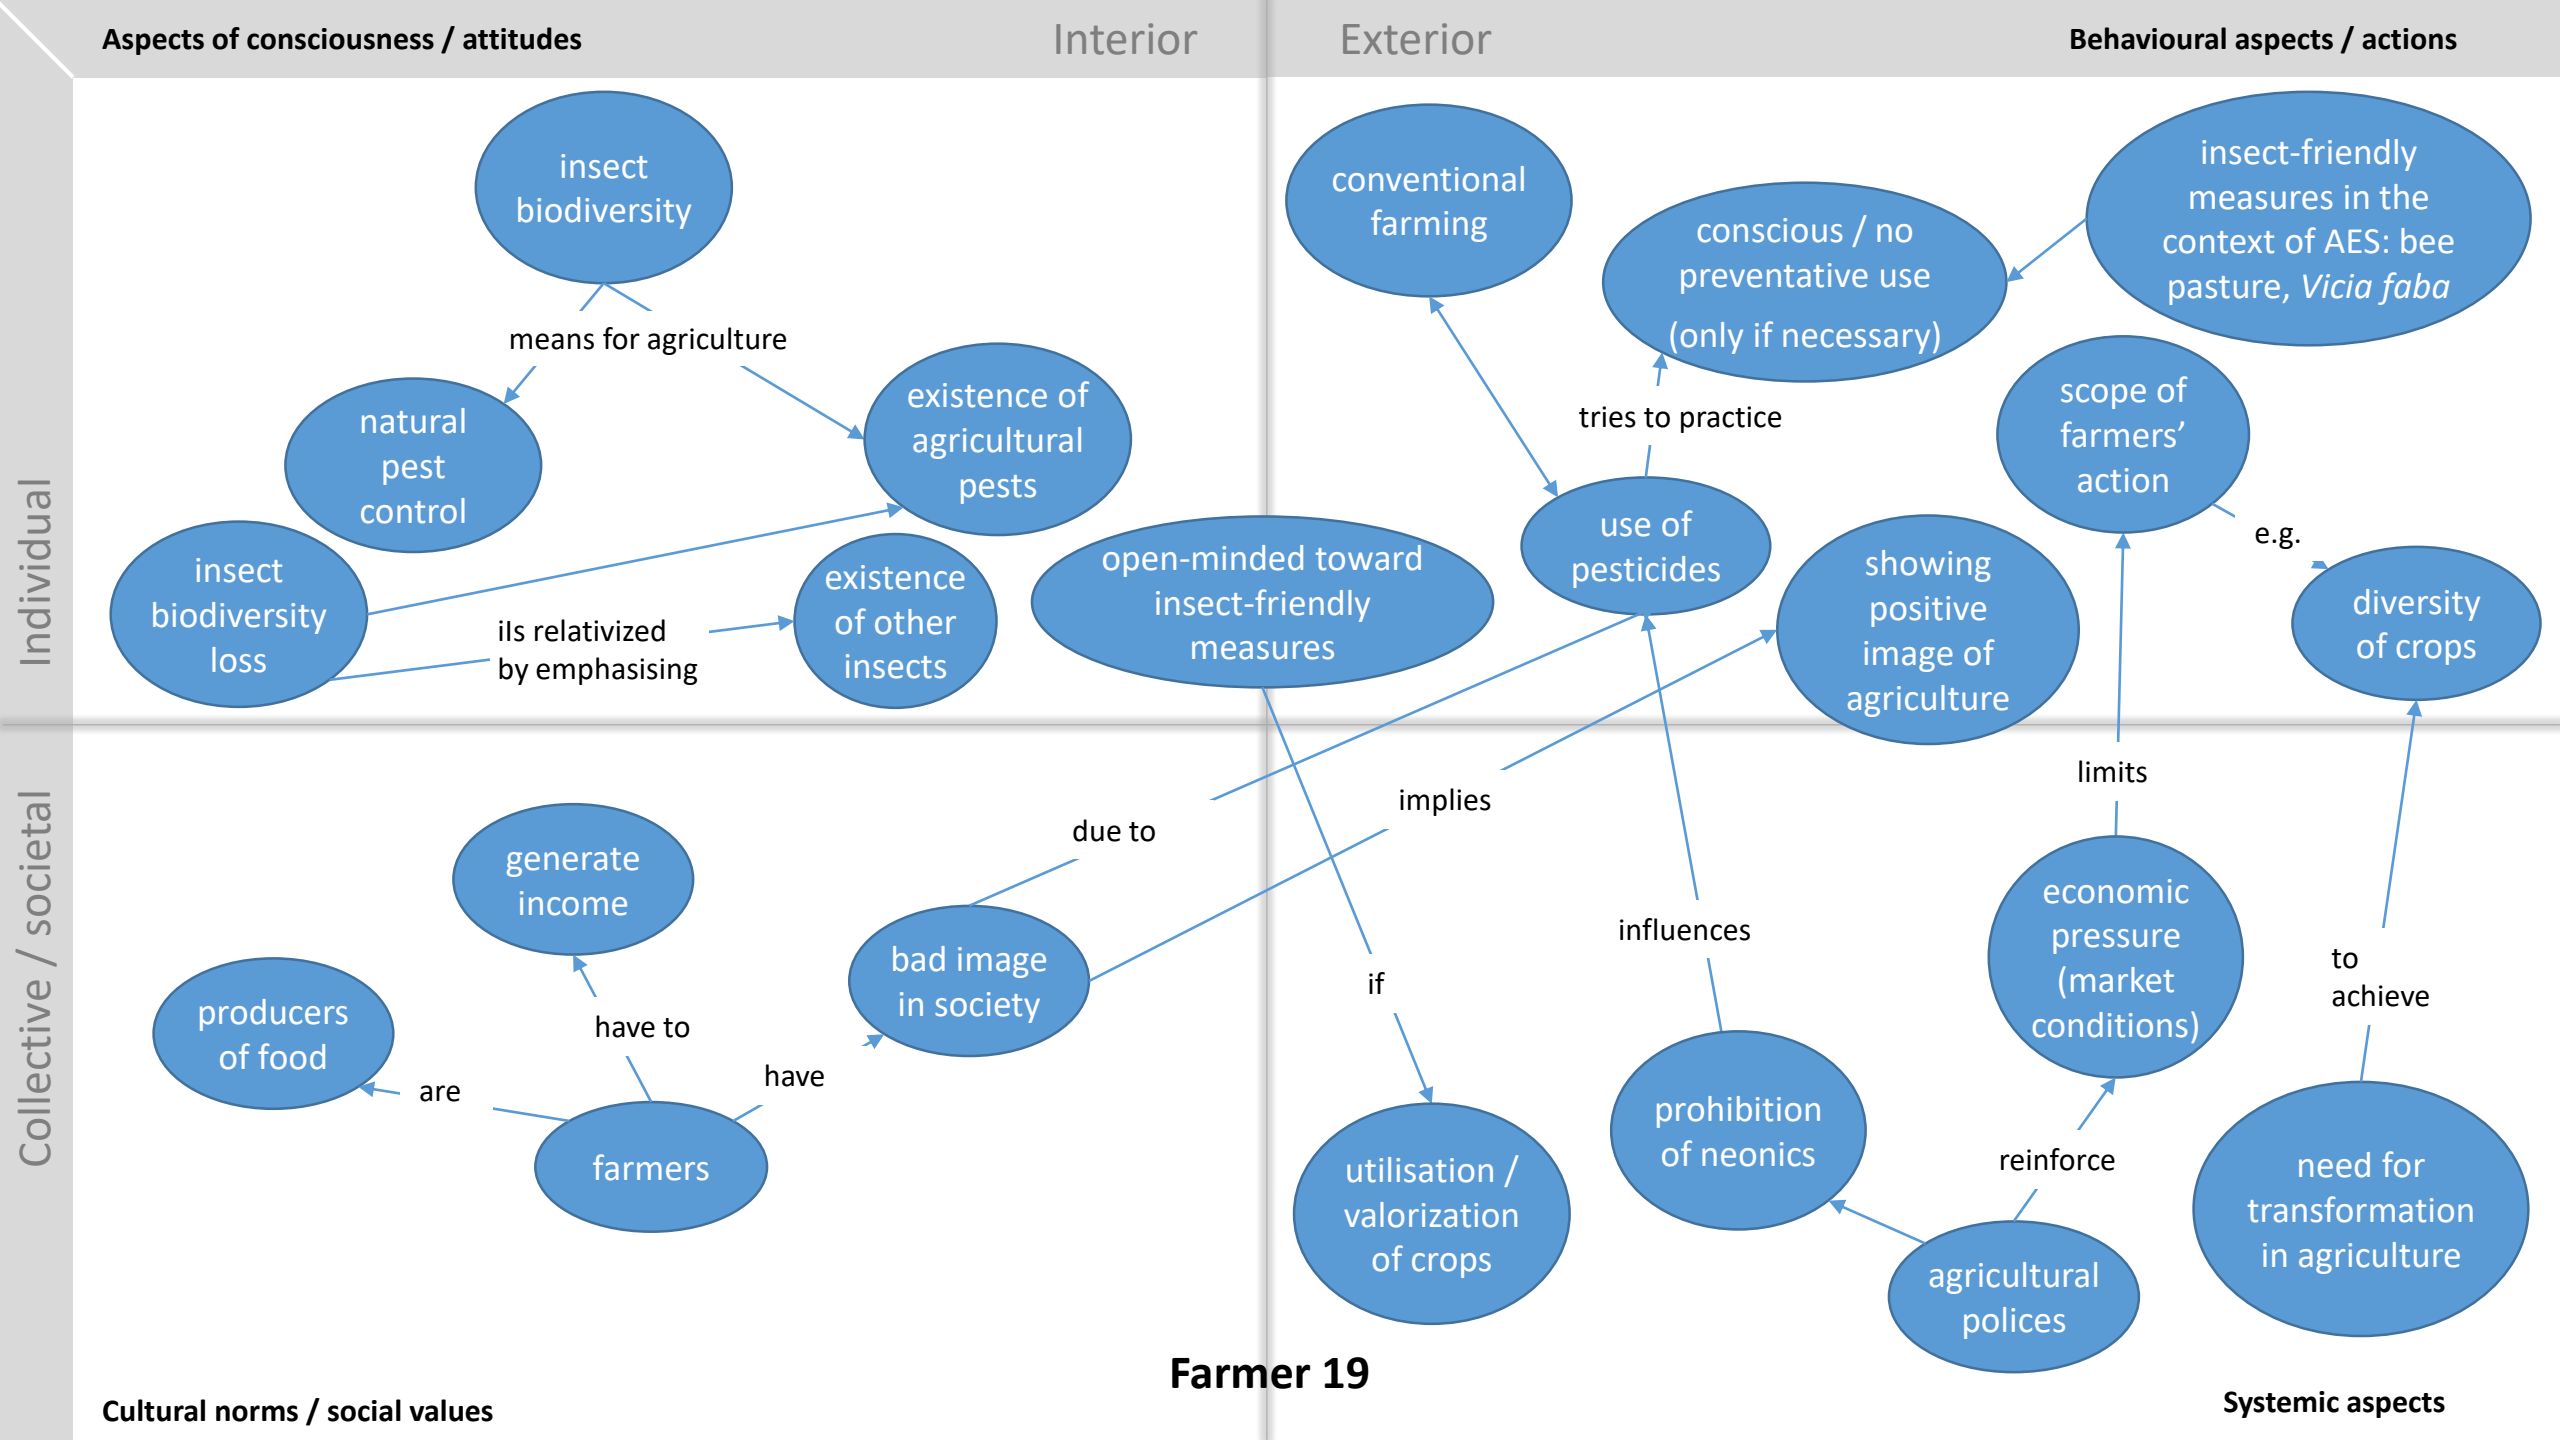 Aspects of consciousness / attitudes
Interior
Exterior
Behavioural aspects / actions
Individual
Collective / societal
insect
biodiversity
means for agriculture
natural
pest
control
existence of
agricultural
pests
insect
biodiversity
loss
iIs relativized
by emphasising
existence
of other
insects
open-minded toward
insect-friendly
measures
conventional
farming
conscious / no
preventative use
(only if necessary)
insect-friendly
measures in the
context of AES: bee
pasture, Vicia faba
tries to practice
use of
pesticides
scope of
farmers’
action
e.g.
diversity
of crops
showing
positive
image of
agriculture
generate
income
producers
of food
are
have to
have
farmers
bad image
in society
due to
implies
if
influences
limits
to
achieve
utilisation /
valorization
of crops
prohibition
of neonics
economic
pressure
(market
conditions)
reinforce
agricultural
polices
need for
transformation
in agriculture
Farmer 19
Cultural norms / social values
Systemic aspects